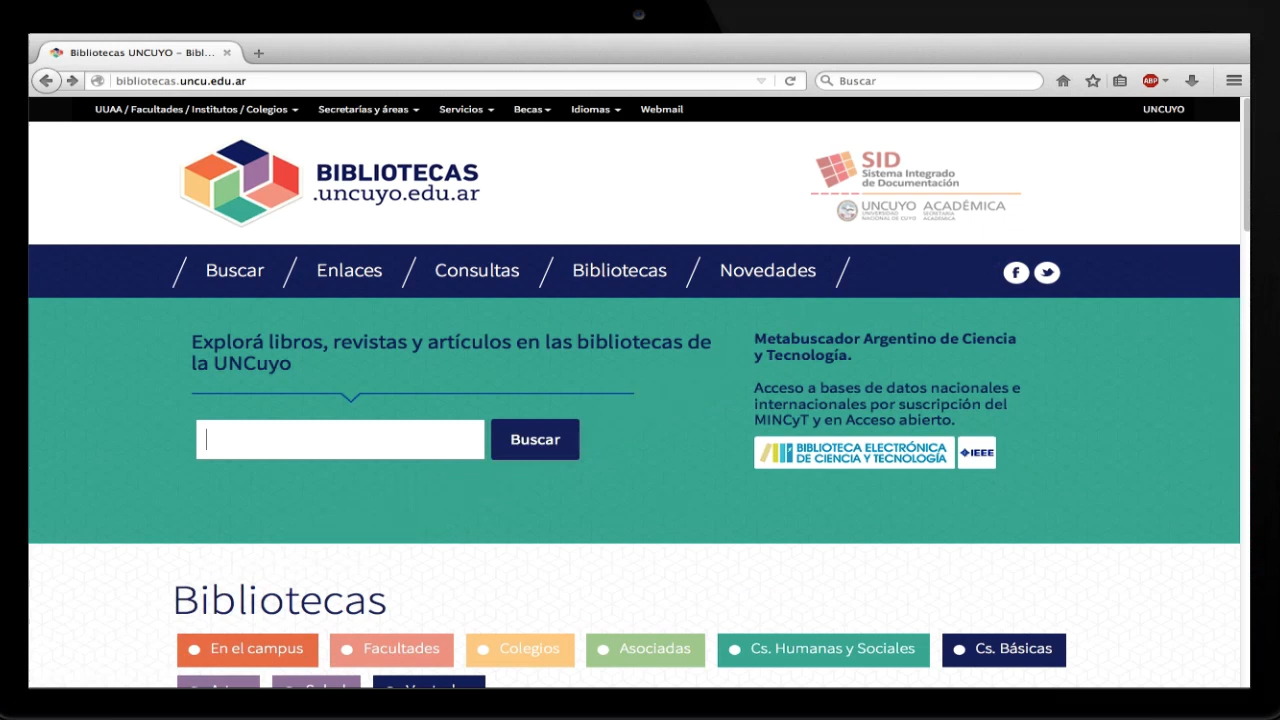 Bibliotecas UNCUYO – Bibl...
bibliotecas.uncu.edu.ar
Buscar
ABP
UUAA / Facultades / Institutos / Colegios
Secretarías y áreas
Servicios
Becas
Idiomas
Webmail
UNCUYO
BIBLIOTECAS
.uncuyo.edu.ar
SID
Sistema Integrado
de Documentación
UNCUYO
UNIVERSIDAD
NACIONAL DE CUYO
ACADÉMICA
SECRETARÍA
ACADÉMICA
Buscar
Enlaces
Consultas
Bibliotecas
Novedades
Explorá libros, revistas y artículos en las bibliotecas de
la UNCuyo
Buscar
Metabuscador Argentino de Ciencia
y Tecnología.
Acceso a bases de datos nacionales e
internacionales por suscripción del
MINCyT y en Acceso abierto.
BIBLIOTECA ELECTRÓNICA
DE CIENCIA Y TECNOLOGÍA
IEEE
Bibliotecas
En el campus
Facultades
Colegios
Asociadas
Cs. Humanas y Sociales
Cs. Básicas